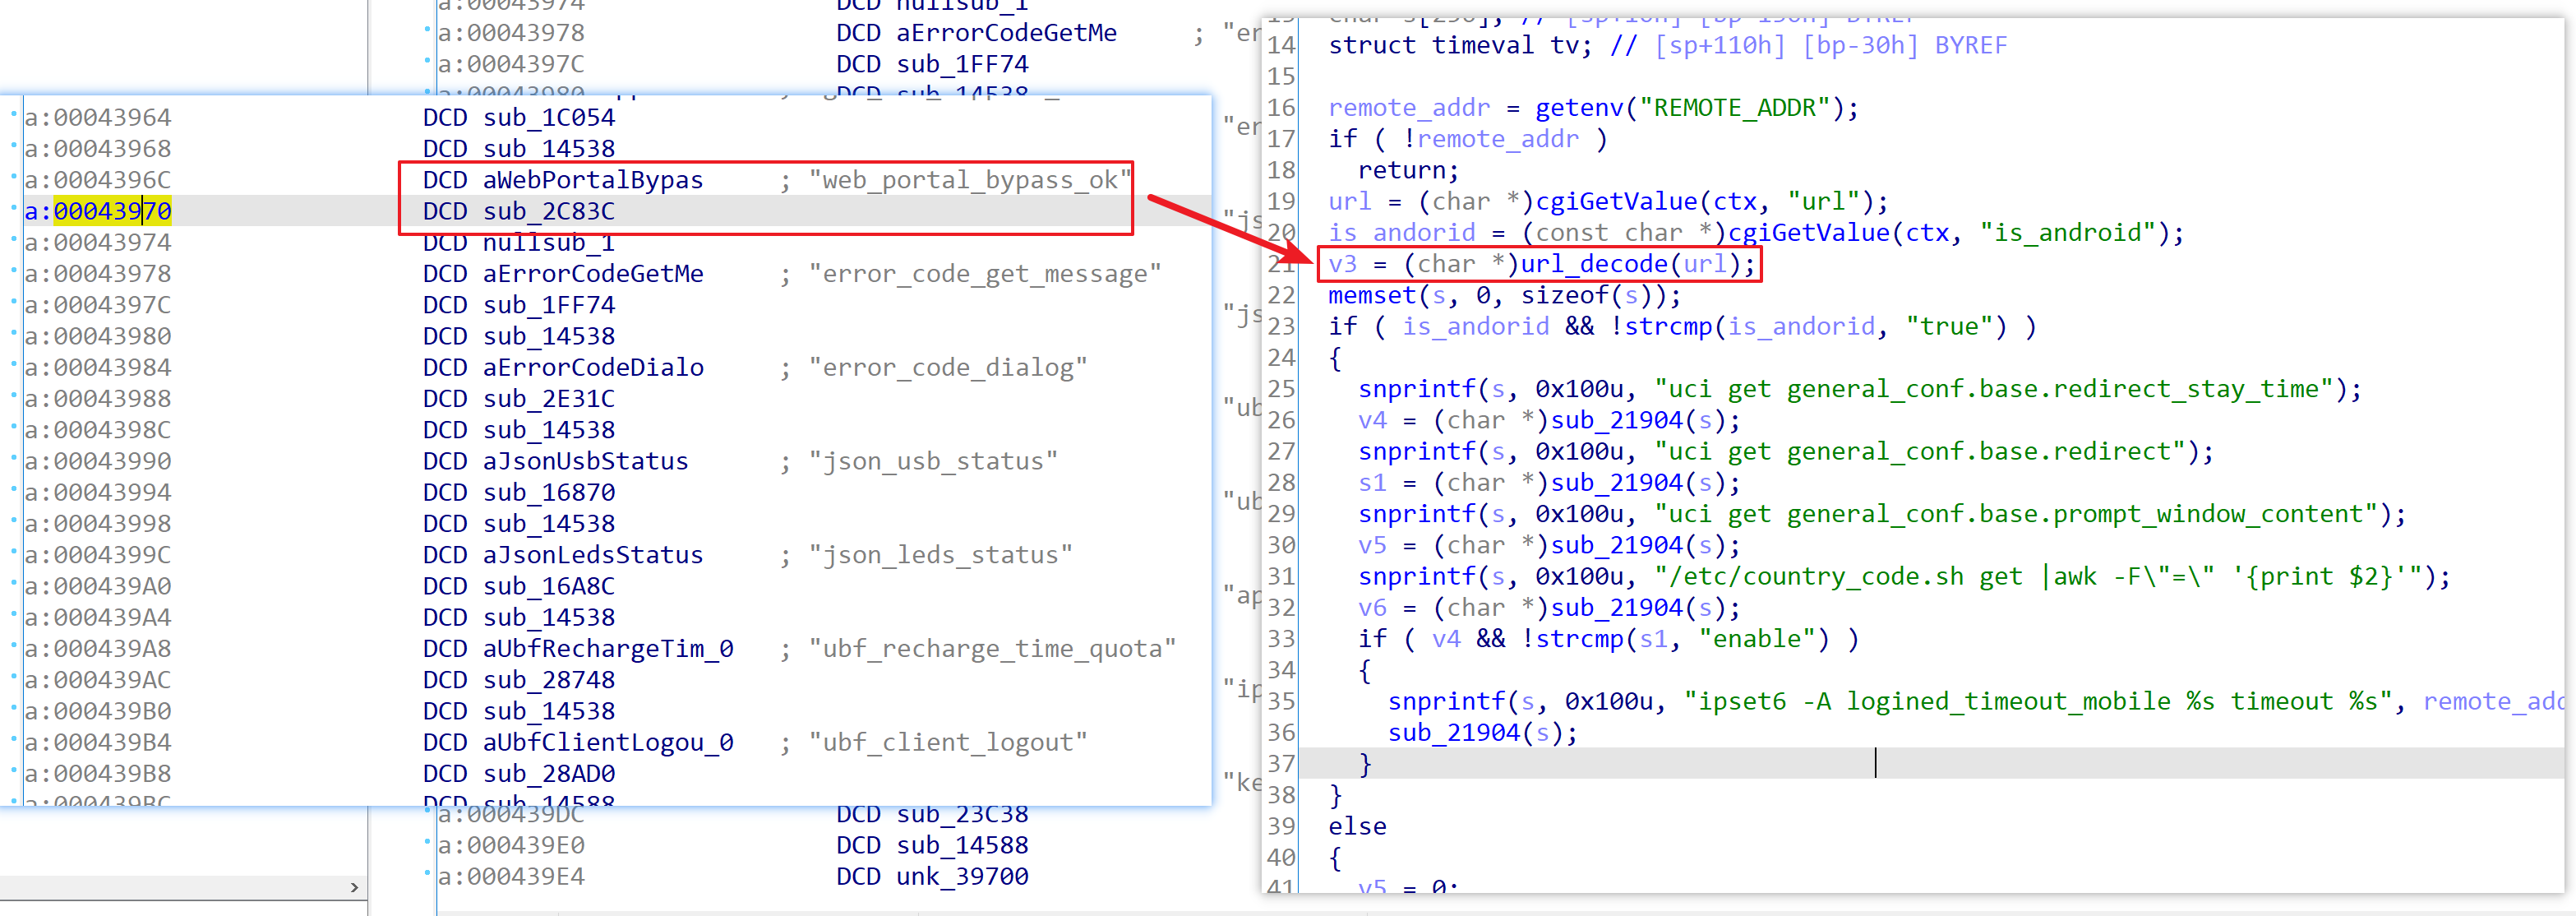 a:00043974 DCD nullsub_1
a:00043978 DCD aErrorCodeGetMe ; "er
a:0004397C DCD sub_1FF74
a:00043980 DCD sub_14538
a:00043964 DCD sub_1C054
a:00043968 DCD sub_14538
a:0004396C DCD aWebPortalBypas ; "web_portal_bypass_ok"
a:00043970 DCD sub_2C83C
a:00043974 DCD nullsub_1
a:00043978 DCD aErrorCodeGetMe ; "error_code_get_message"
a:0004397C DCD sub_1FF74
a:00043980 DCD sub_14538
a:00043984 DCD aErrorCodeDialo ; "error_code_dialog"
a:00043988 DCD sub_2E31C
a:0004398C DCD sub_14538
a:00043990 DCD aJsonUsbStatus ; "json_usb_status"
a:00043994 DCD sub_16870
a:00043998 DCD sub_14538
a:0004399C DCD aJsonLedsStatus ; "json_leds_status"
a:000439A0 DCD sub_16A8C
a:000439A4 DCD sub_14538
a:000439A8 DCD aUbfRechargeTim_0 ; "ubf_recharge_time_quota"
a:000439AC DCD sub_28748
a:000439B0 DCD sub_14538
a:000439B4 DCD aUbfClientLogou_0 ; "ubf_client_logout"
a:000439B8 DCD sub_28AD0
a:000439BC DCD sub_14588
a:000439DC DCD sub_23C38
a:000439E0 DCD sub_14588
a:000439E4 DCD unk_39700
"er
"js
"js
"ub
"ub
"ap
"ip
"ke
14 struct timeval tv; // [sp+110h] [bp-30h] BYREF
15
16 remote_addr = getenv("REMOTE_ADDR");
17 if ( !remote_addr )
18 return;
19 url = (char *)cgiGetValue(ctx, "url");
20 is_andorid = (const char *)cgiGetValue(ctx, "is_android");
21 v3 = (char *)url_decode(url);
22 memset(s, 0, sizeof(s));
23 if ( is_andorid && !strcmp(is_andorid, "true") )
24 {
25 snprintf(s, 0x100u, "uci get general_conf.base.redirect_stay_time");
26 v4 = (char *)sub_21904(s);
27 snprintf(s, 0x100u, "uci get general_conf.base.redirect");
28 s1 = (char *)sub_21904(s);
29 snprintf(s, 0x100u, "uci get general_conf.base.prompt_window_content");
30 v5 = (char *)sub_21904(s);
31 snprintf(s, 0x100u, "/etc/country_code.sh get |awk -F\"=\" '{print $2}'");
32 v6 = (char *)sub_21904(s);
33 if ( v4 && !strcmp(s1, "enable") )
34 {
35 snprintf(s, 0x100u, "ipset6 -A logined_timeout_mobile %s timeout %s", remote_add
36 sub_21904(s);
37 }
38 }
39 else
40 {
41 v5 = 0;